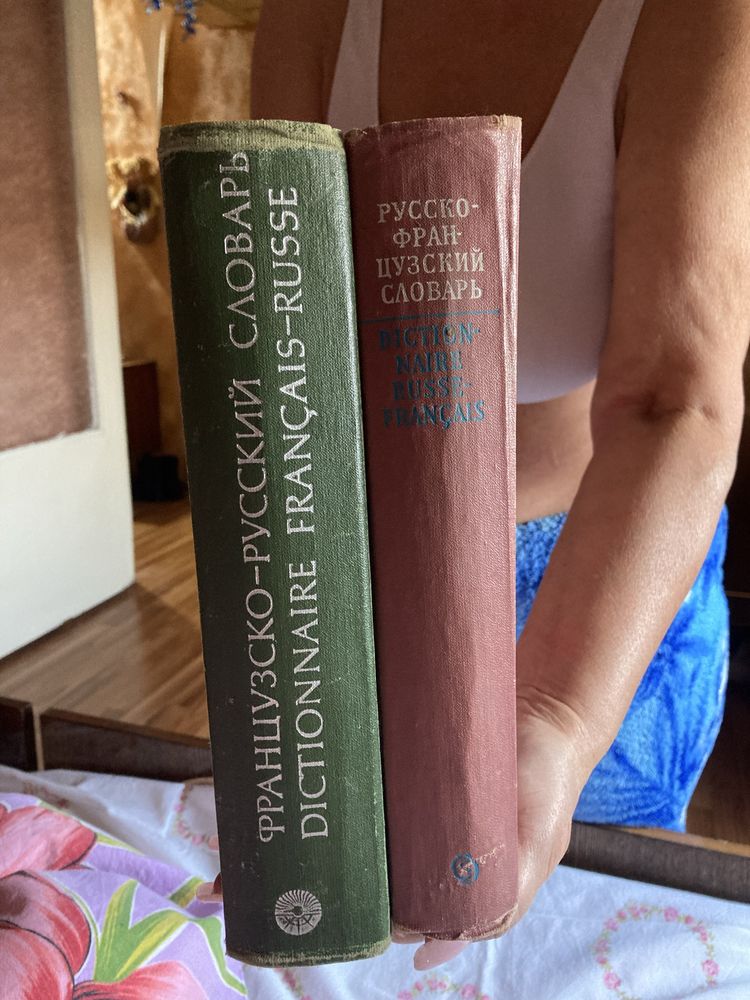 ФРАНЦУЗСКО-РУССКИЙ СЛОВАРЬ
DICTIONNAIRE FRANÇAIS-RUSSE
РУССКО-
ФРАН-
ЦУЗСКИЙ
СЛОВАРЬ
DICTION-
NAIRE
RUSSE-
FRANÇAIS